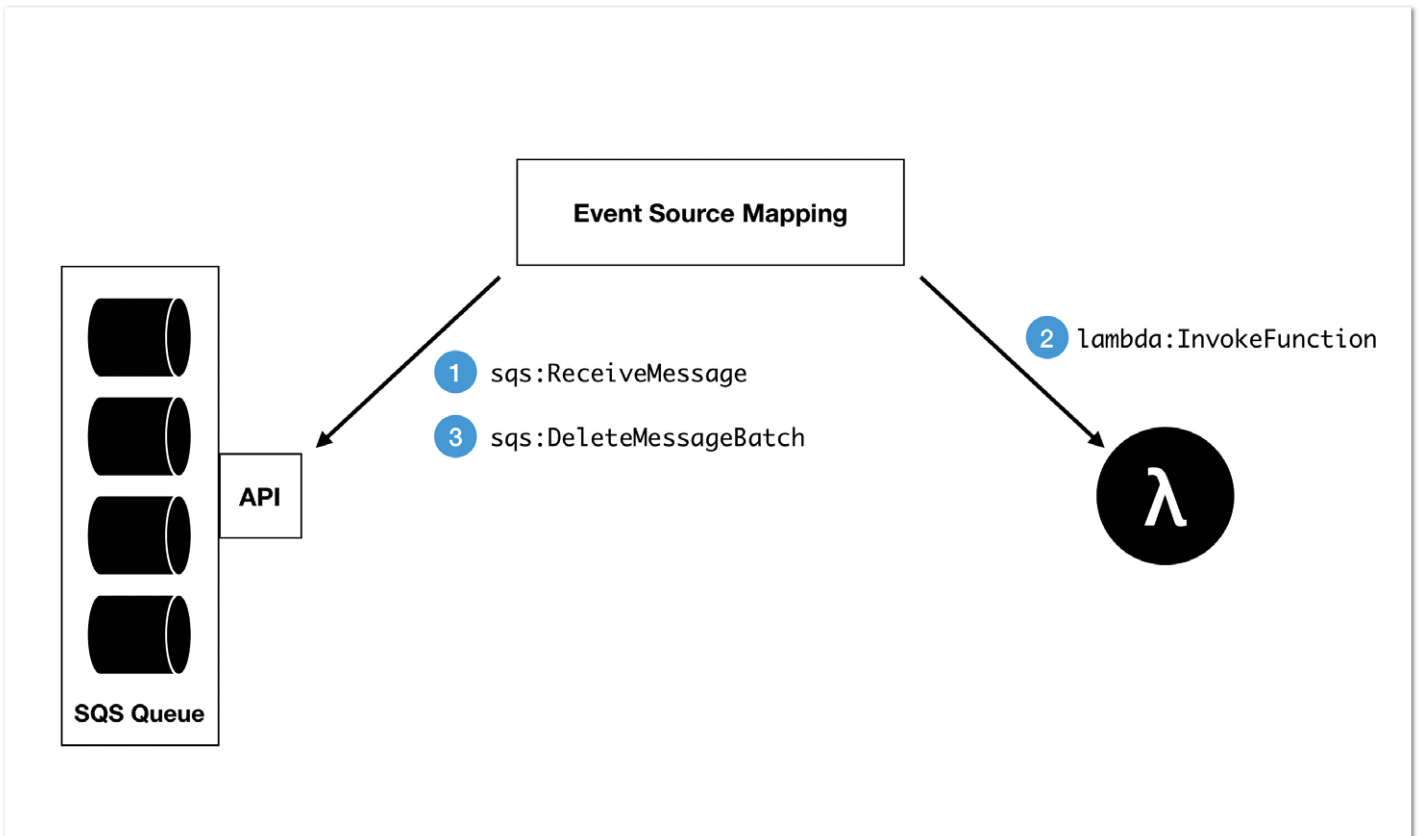 Event Source Mapping
2 lambda:InvokeFunction
1 sqs:ReceiveMessage
3 sqs:DeleteMessageBatch
API
λ
SQS Queue